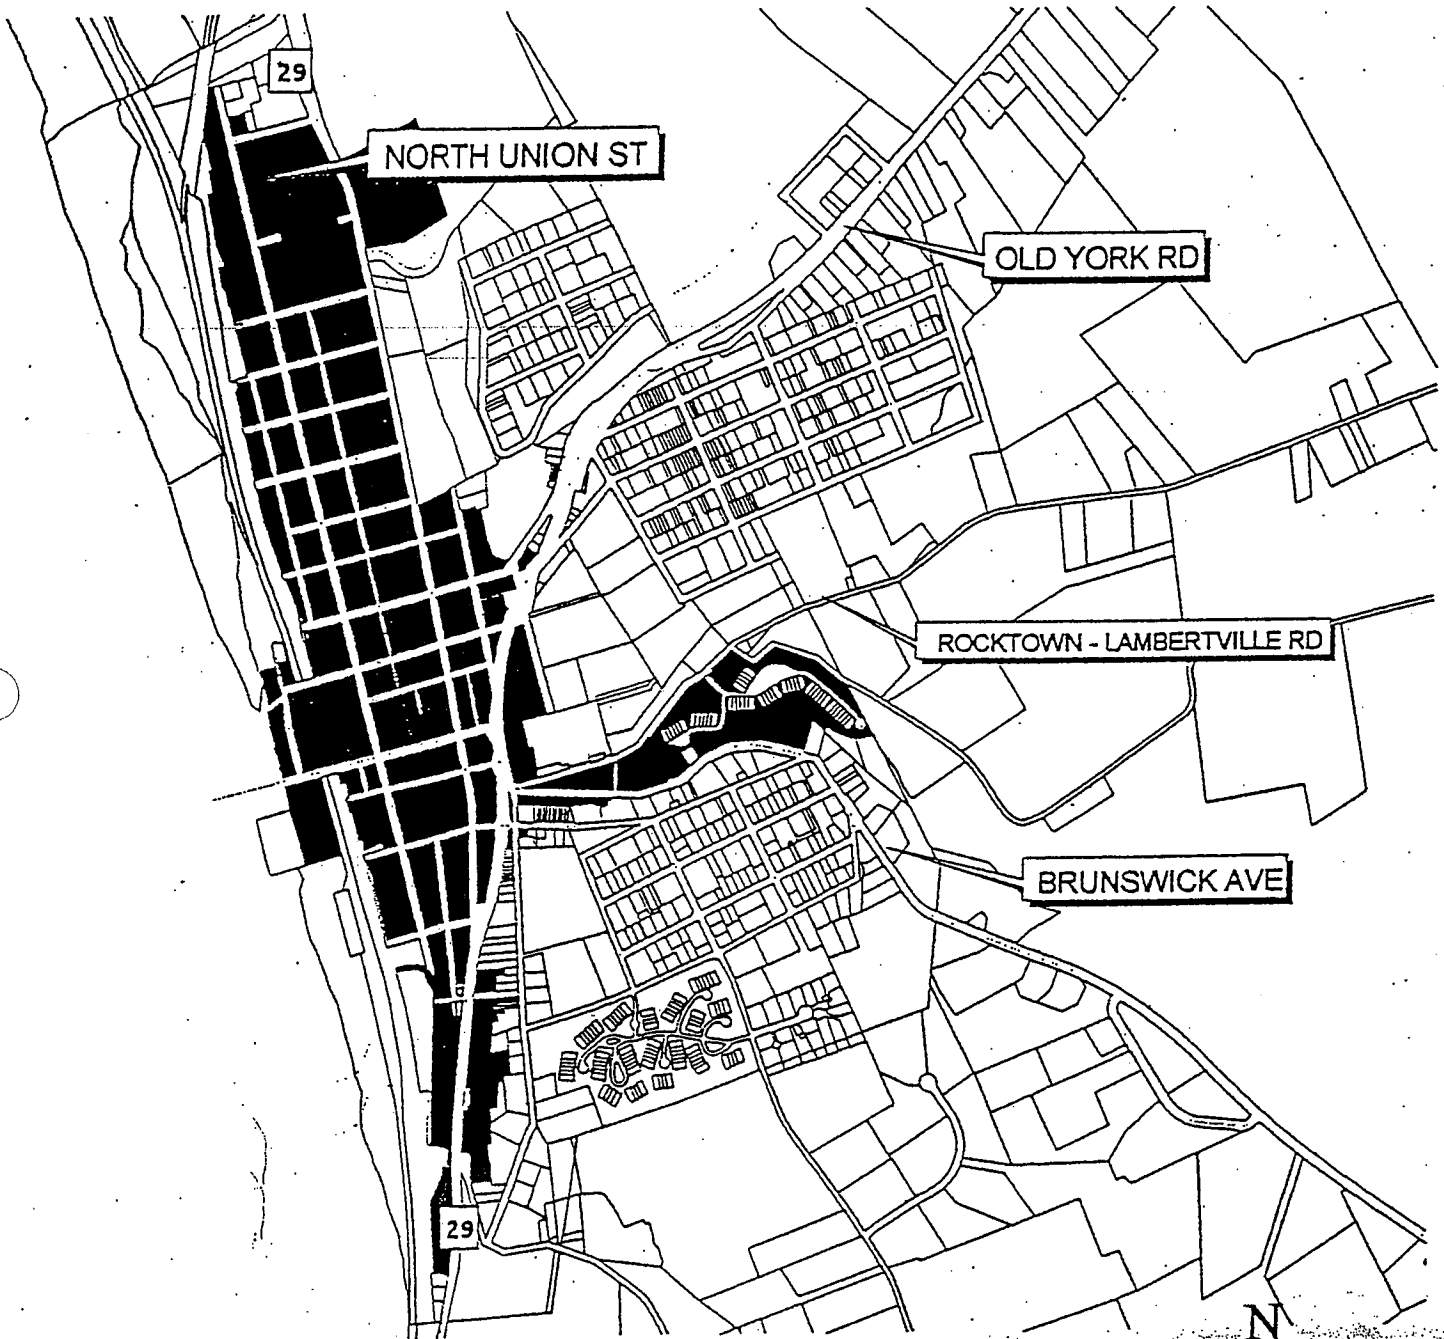 29
NORTH UNION ST
OLD YORK RD
ROCKTOWN - LAMBERTVILLE RD
BRUNSWICK AVE
29
N